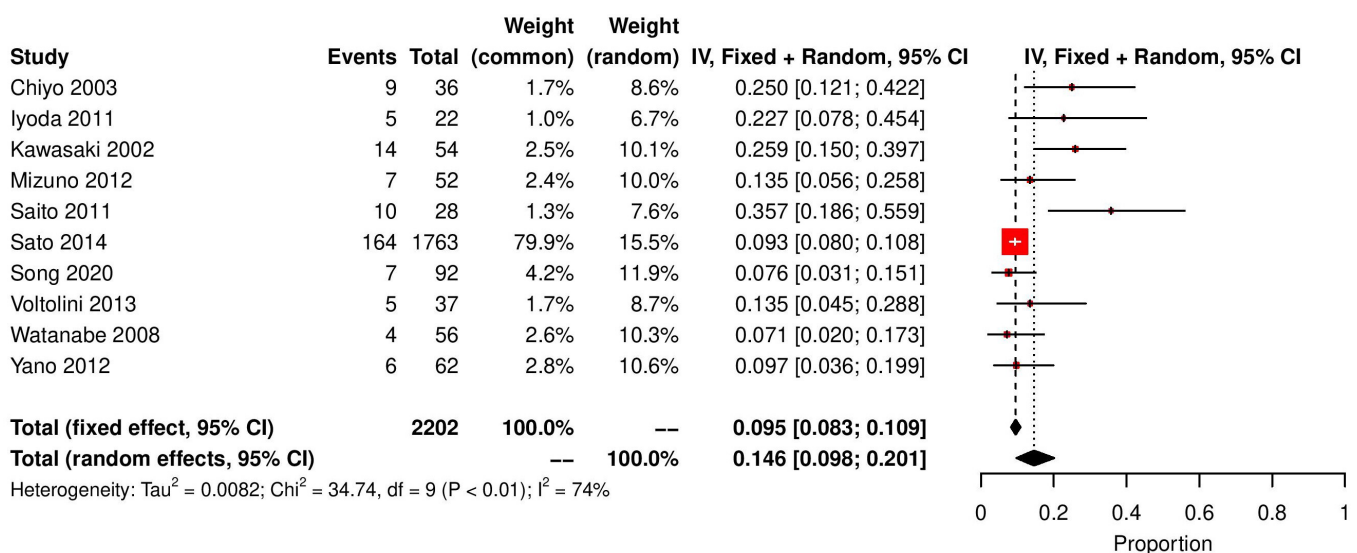 Weight Weight
Study Events Total (common) (random) IV, Fixed + Random, 95% CI IV, Fixed + Random, 95% CI
Chiyo 2003 9 36 1.7% 8.6% 0.250 [0.121; 0.422]
Iyoda 2011 5 22 1.0% 6.7% 0.227 [0.078; 0.454]
Kawasaki 2002 14 54 2.5% 10.1% 0.259 [0.150; 0.397]
Mizuno 2012 7 52 2.4% 10.0% 0.135 [0.056; 0.258]
Saito 2011 10 28 1.3% 7.6% 0.357 [0.186; 0.559]
Sato 2014 164 1763 79.9% 15.5% 0.093 [0.080; 0.108]
Song 2020 7 92 4.2% 11.9% 0.076 [0.031; 0.151]
Voltolini 2013 5 37 1.7% 8.7% 0.135 [0.045; 0.288]
Watanabe 2008 4 56 2.6% 10.3% 0.071 [0.020; 0.173]
Yano 2012 6 62 2.8% 10.6% 0.097 [0.036; 0.199]
Total (fixed effect, 95% CI) 2202 100.0% −− 0.095 [0.083; 0.109]
Total (random effects, 95% CI) −− 100.0% 0.146 [0.098; 0.201]
Heterogeneity: Tau² = 0.0082; Chi² = 34.74, df = 9 (P < 0.01); I² = 74%
0 0.2 0.4 0.6 0.8 1
Proportion